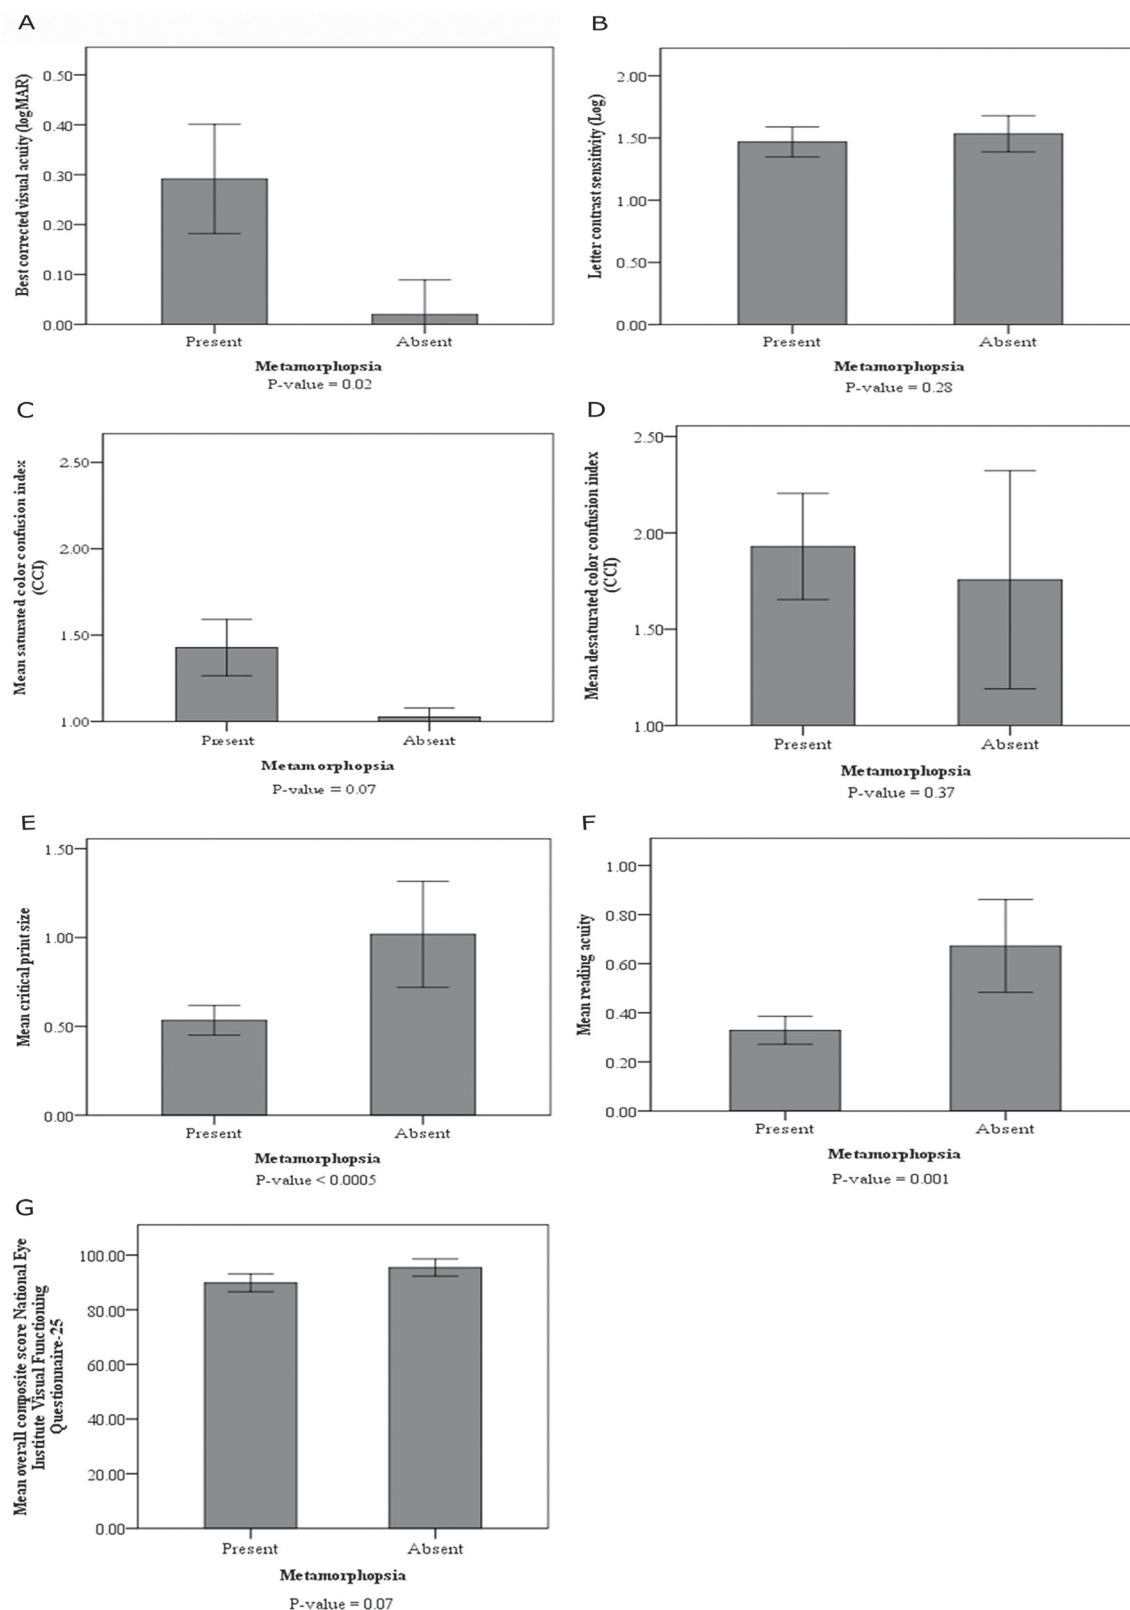 A
Best corrected visual acuity (logMAR)
0.50
0.40
0.30
0.20
0.10
0.00
Present Absent
Metamorphopsia
P-value = 0.02
B
Letter contrast sensitivity (Log)
2.00
1.50
1.00
0.50
0.00
Present Absent
Metamorphopsia
P-value = 0.28
C
Mean saturated color confusion index
(CCI)
2.50
2.00
1.50
1.00
Present Absent
Metamorphopsia
P-value = 0.07
D
Mean desaturated color confusion index
(CCI)
2.50
2.00
1.50
1.00
Present Absent
Metamorphopsia
P-value = 0.37
E
Mean critical print size
1.50
1.00
0.50
0.00
Present Absent
Metamorphopsia
P-value < 0.0005
F
Mean reading acuity
1.00
0.80
0.60
0.40
0.20
0.00
Present Absent
Metamorphopsia
P-value = 0.001
G
Mean overall composite score National Eye
Institute Visual Functioning
Questionnaire-25
100.00
80.00
60.00
40.00
20.00
0.00
Present Absent
Metamorphopsia
P-value = 0.07